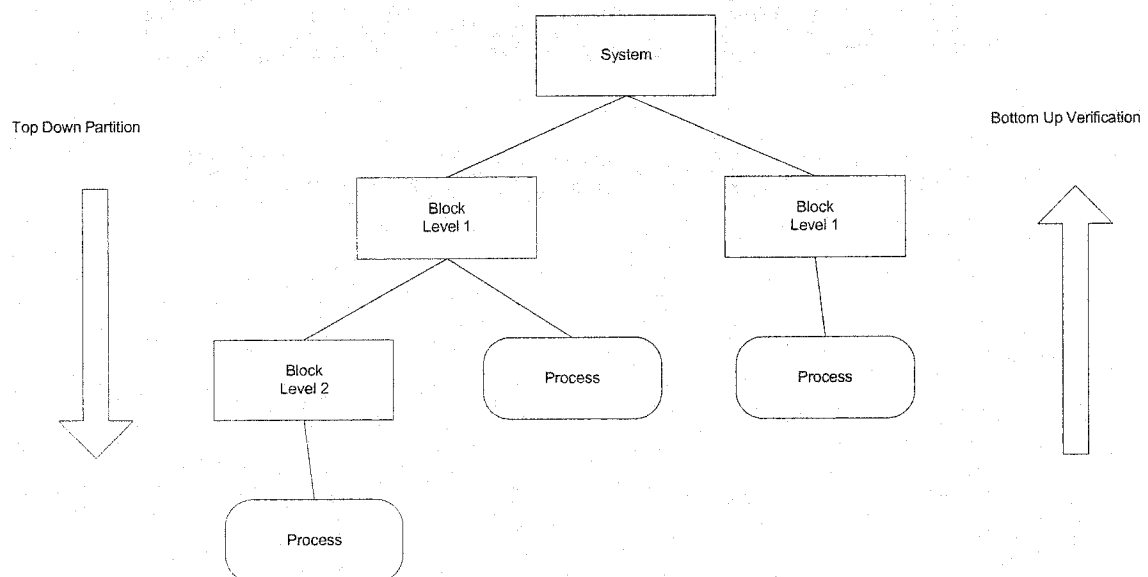 System
Top Down Partition
Bottom Up Verification
Block
Level 1
Block
Level 1
Block
Level 2
Process
Process
Process